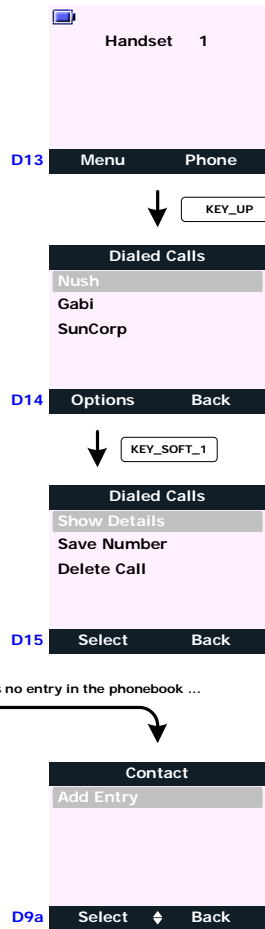 Handset 1
D13 Menu Phone
KEY_UP
Dialed Calls
Nush
Gabi
SunCorp
D14 Options Back
KEY_SOFT_1
Dialed Calls
Show Details
Save Number
Delete Call
D15 Select Back
no entry in the phonebook ...
Contact
Add Entry
D9a Select Back